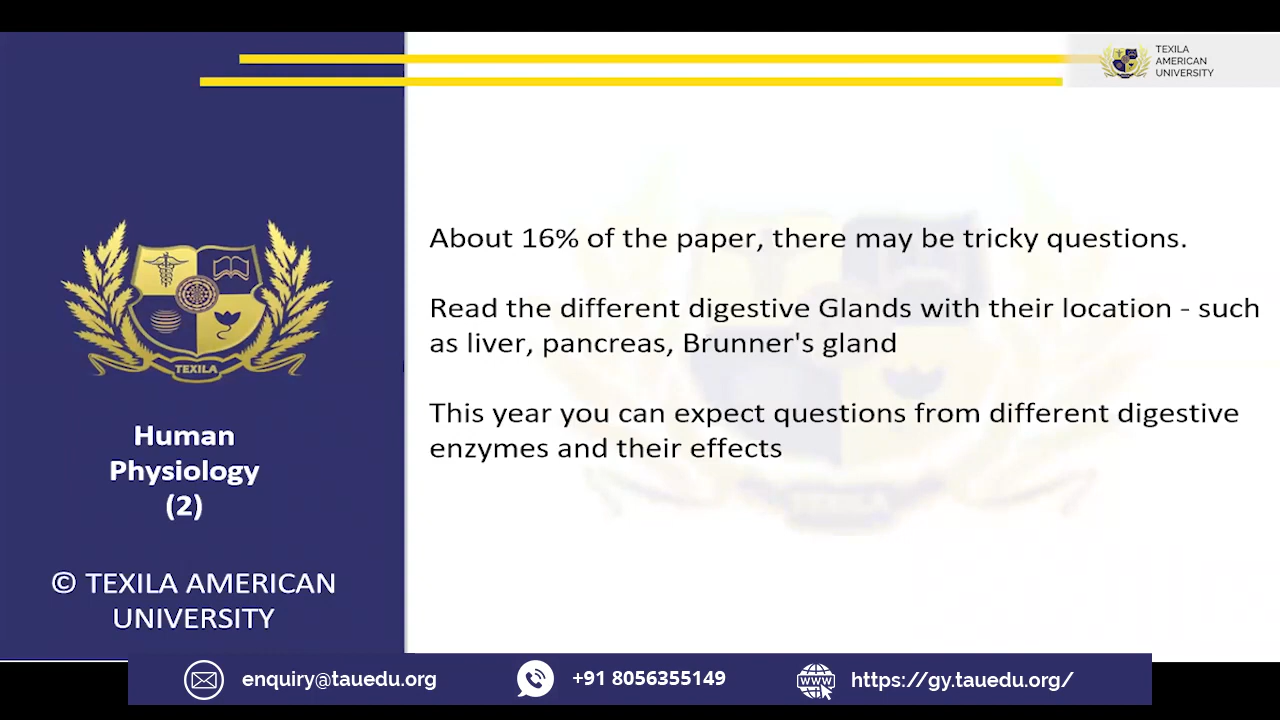 TEXILA
AMERICAN
UNIVERSITY
About 16% of the paper, there may be tricky questions.
Read the different digestive Glands with their location - such
as liver, pancreas, Brunner's gland
This year you can expect questions from different digestive
enzymes and their effects
TEXILA
Human
Physiology
(2)
© TEXILA AMERICAN
UNIVERSITY
enquiry@tauedu.org
+91 8056355149
www
https://gy.tauedu.org/